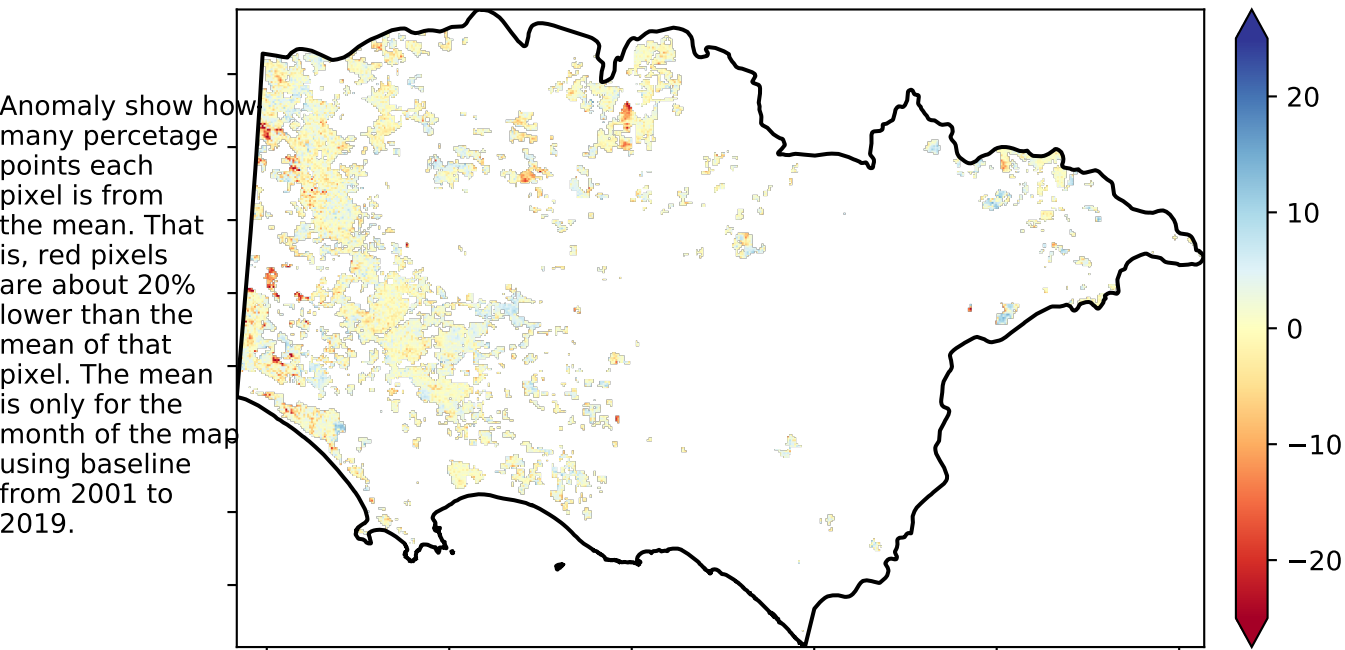 Anomaly show how
many percetage
points each
pixel is from
the mean. That
is, red pixels
are about 20%
lower than the
mean of that
pixel. The mean
is only for the
month of the map
using baseline
from 2001 to
2019.
20
10
0
−10
−20